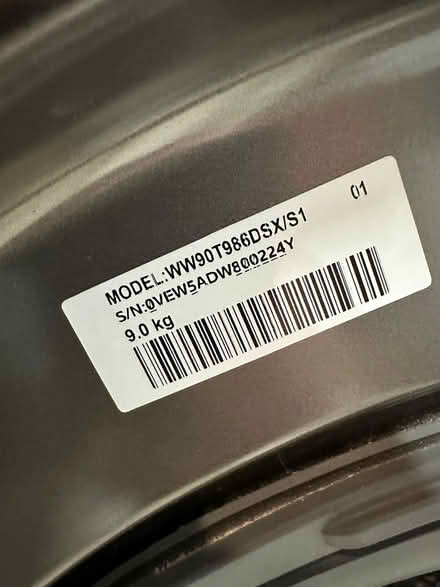 MODEL:WW90T986DSX/S1 01
S/N:0VEW5ADW800224Y
9.0 kg